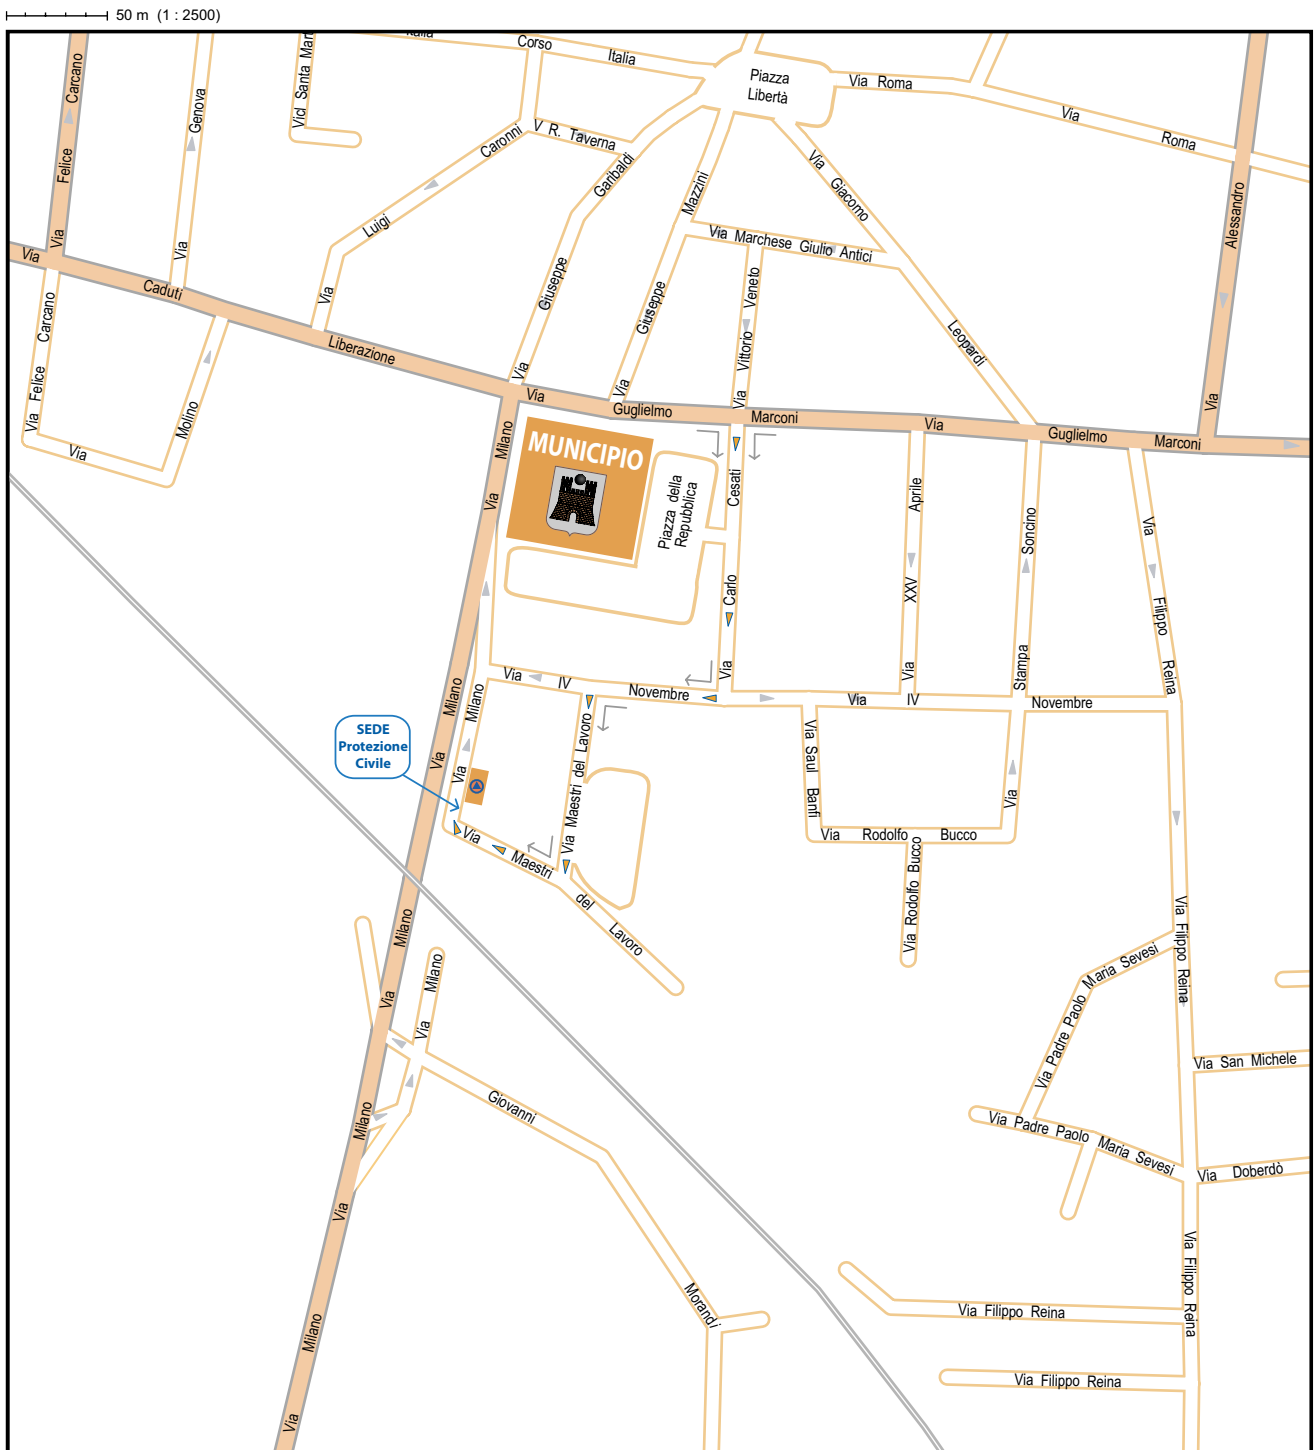 50 m (1 : 2500)
Corso Italia
Piazza
Libertà
Via Roma
Via Roma
Via Felice Carcano
Via Genova
Vicl Santa Mart
Via Luigi Caronni
V R. Taverna
Via Giuseppe Garibaldi
Via Giuseppe Mazzini
Via Giacomo Leopardi
Via Marchese Giulio Antici
Via Vittorio Veneto
Via Alessandro
Via Caduti Liberazione
Via Felice Carcano
Via Molino
Via Guglielmo Marconi
Via Guglielmo Marconi
MUNICIPIO
Piazza della
Repubblica
Via Milano
Via Carlo Cesati
Via XXV Aprile
Via Stampa Soncino
Via Filippo Reina
Via IV Novembre
Via IV Novembre
Via Milano
Via Milano
SEDE
Protezione
Civile
Via Maestri del Lavoro
Via Maestri del Lavoro
Via Saul Banfi
Via Rodolfo Bucco
Via Rodolfo Bucco
Via Filippo Reina
Via Milano
Via Milano
Via Padre Paolo Maria Sevesi
Via San Michele
Via Padre Paolo Maria Sevesi
Via Doberdò
Giovanni Morandi
Via Milano
Via Filippo Reina
Via Filippo Reina
Via Filippo Reina
Via